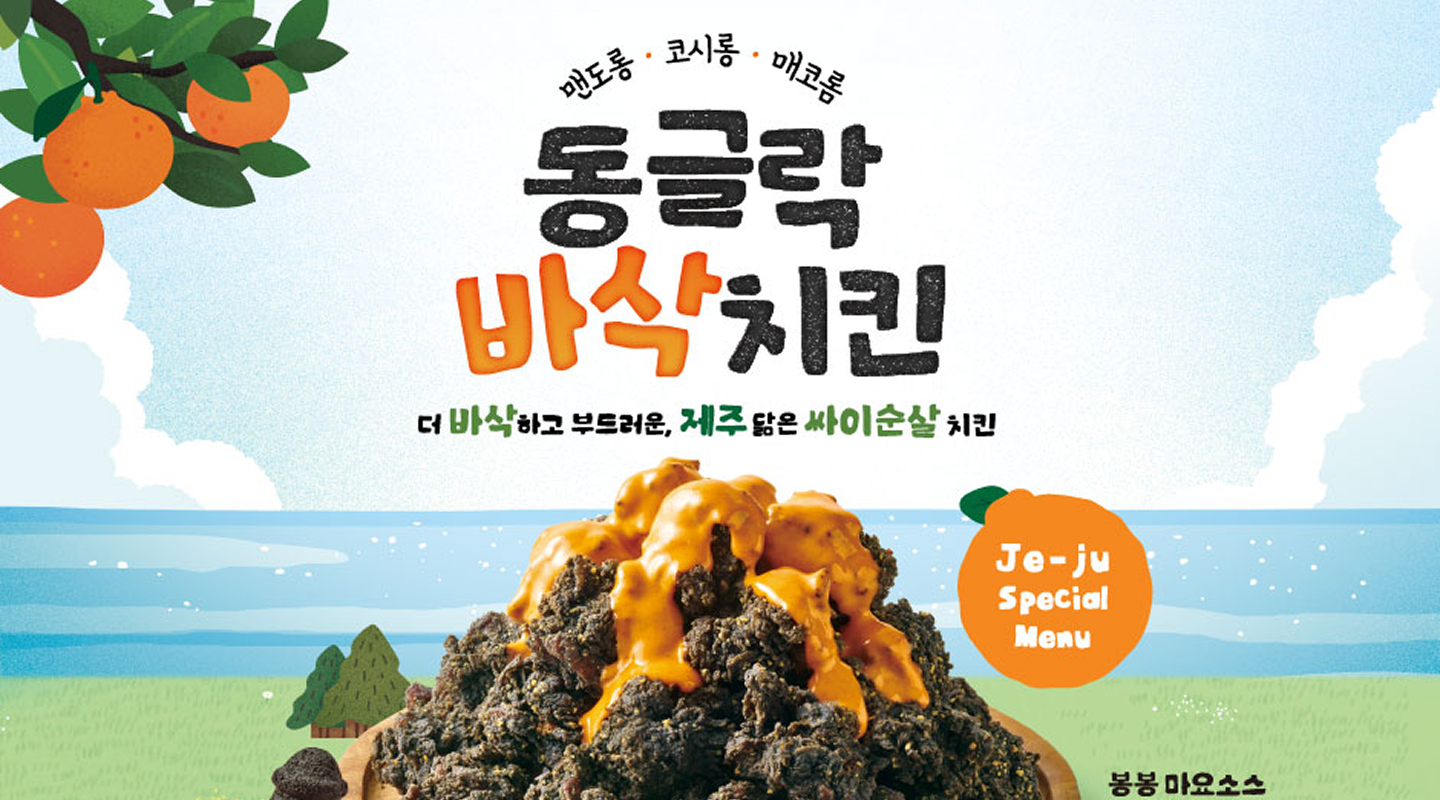 맨도롱 · 코시롱 · 매코롬
동글락
바삭치킨
더 바삭하고 부드러운, 제주 닮은 싸이순살 치킨
Je-ju
Special
Menu
봉봉 마요소스